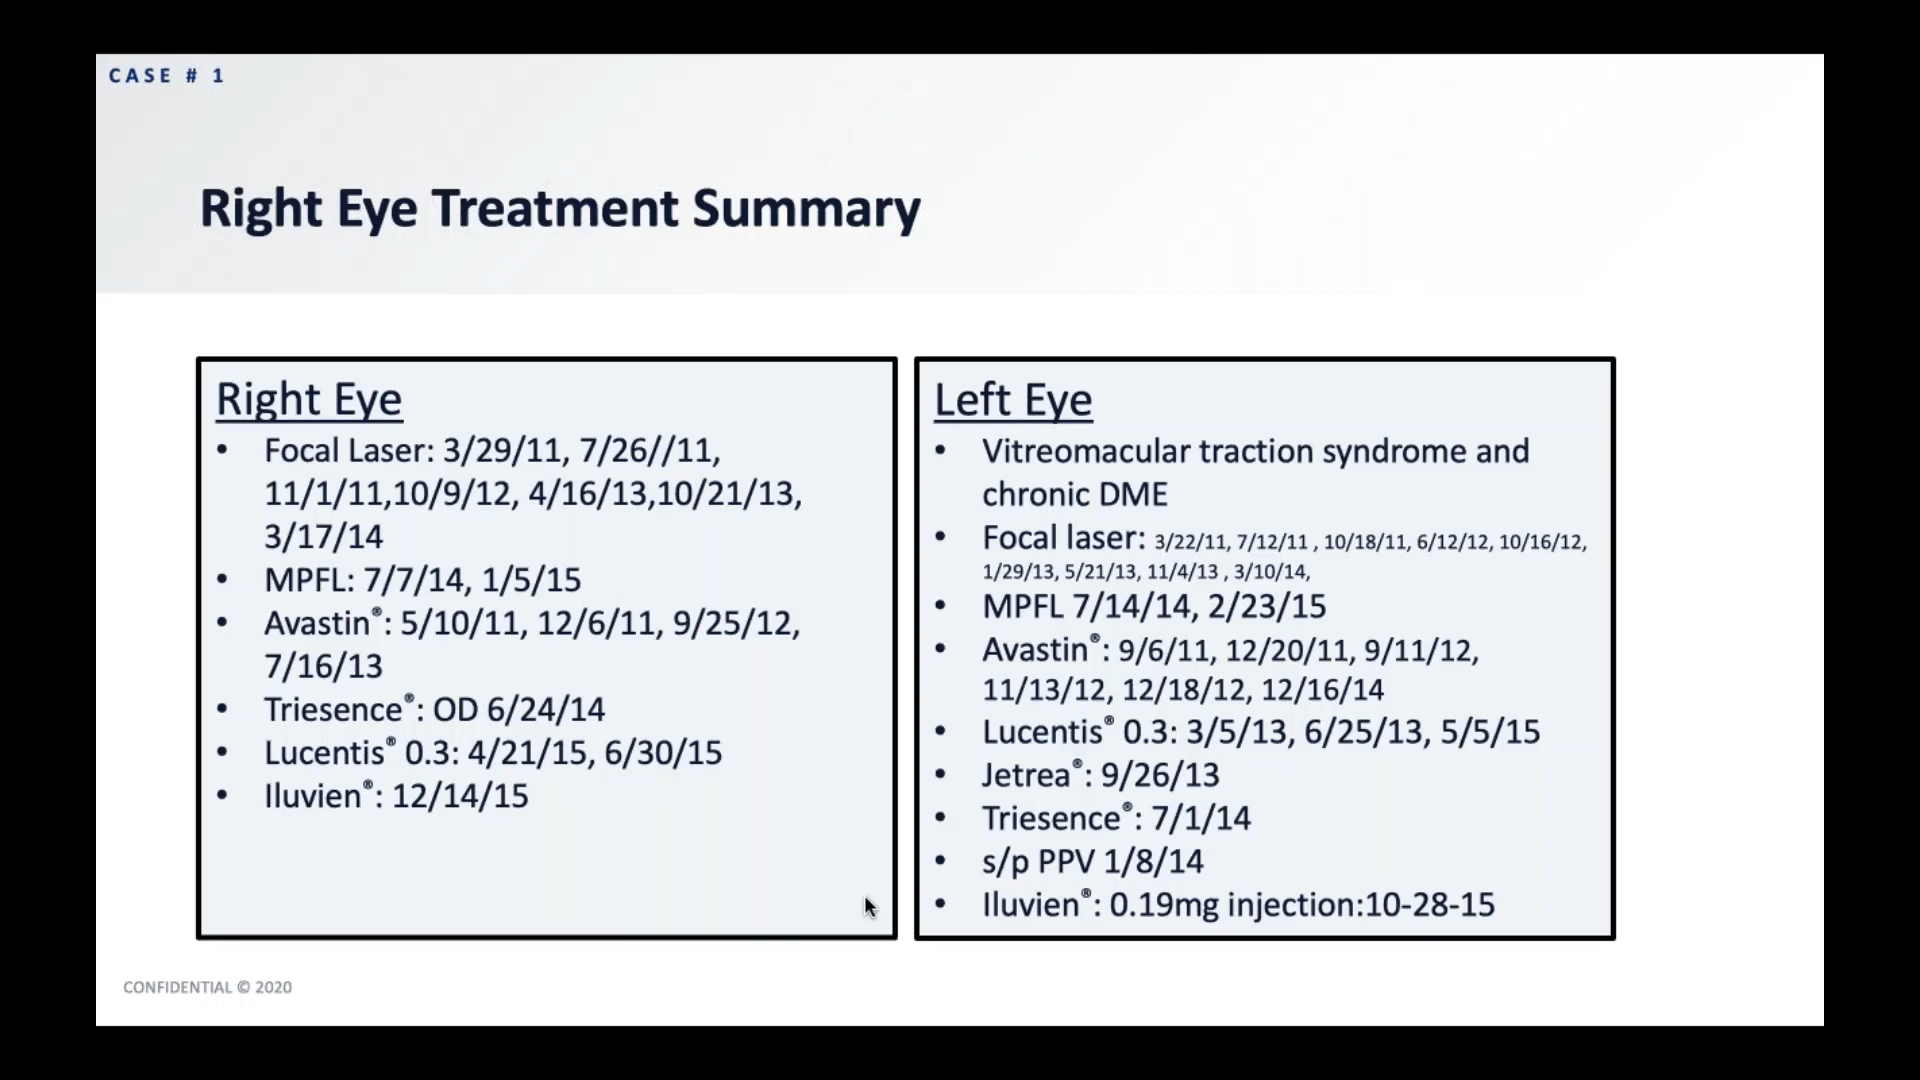 CASE # 1
Right Eye Treatment Summary
Right Eye
• Focal Laser: 3/29/11, 7/26//11,
11/1/11,10/9/12, 4/16/13,10/21/13,
3/17/14
• MPFL: 7/7/14, 1/5/15
• Avastin®: 5/10/11, 12/6/11, 9/25/12,
7/16/13
• Triesence®: OD 6/24/14
• Lucentis® 0.3: 4/21/15, 6/30/15
• Iluvien®: 12/14/15
Left Eye
• Vitreomacular traction syndrome and
chronic DME
• Focal laser: 3/22/11, 7/12/11 , 10/18/11, 6/12/12, 10/16/12,
1/29/13, 5/21/13, 11/4/13 , 3/10/14,
• MPFL 7/14/14, 2/23/15
• Avastin®: 9/6/11, 12/20/11, 9/11/12,
11/13/12, 12/18/12, 12/16/14
• Lucentis® 0.3: 3/5/13, 6/25/13, 5/5/15
• Jetrea®: 9/26/13
• Triesence®: 7/1/14
• s/p PPV 1/8/14
• Iluvien®: 0.19mg injection:10-28-15
CONFIDENTIAL © 2020